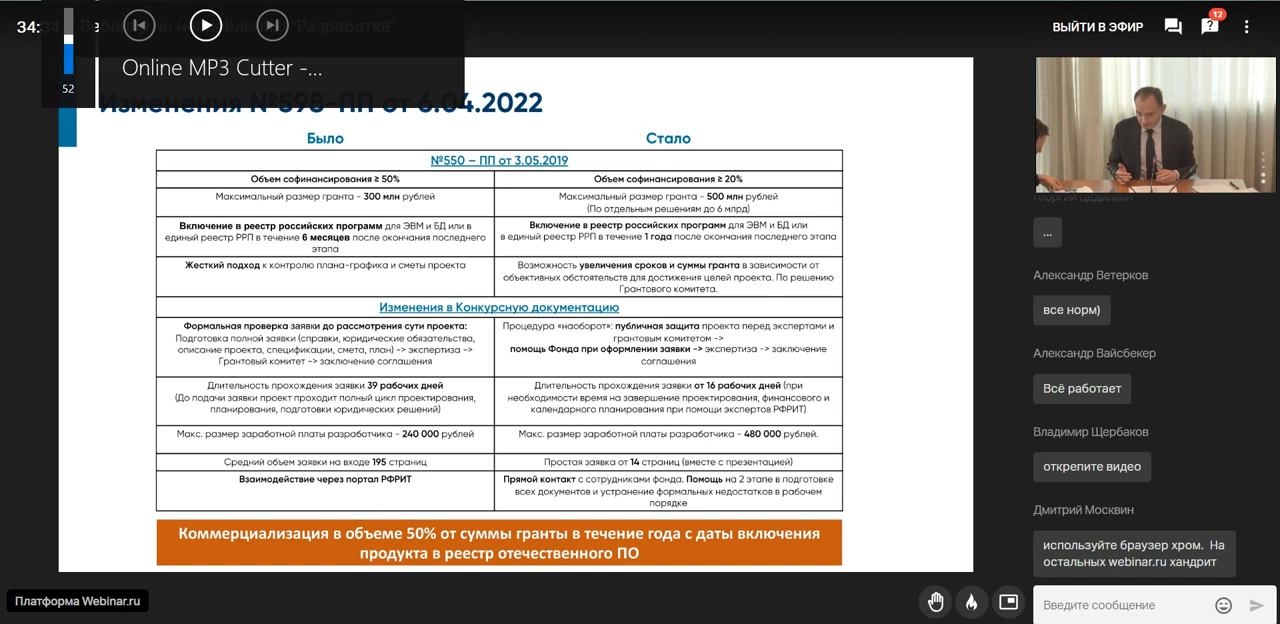 34:3
ВЫЙТИ В ЭФИР
12
Online MP3 Cutter -...
52
Изменения №598-ПП от 6.04.2022
Было
Стало
№550 – ПП от 3.05.2019
Объем софинансирования ≥ 50%
Объем софинансирования ≥ 20%
Максимальный размер гранта - 300 млн рублей
Максимальный размер гранта - 500 млн рублей
(По отдельным решениям до 6 млрд)
Включение в реестр российских программ для ЭВМ и БД или в
единый реестр РРП в течение 6 месяцев после окончания последнего
этапа
Включение в реестр российских программ для ЭВМ и БД или
в единый реестр РРП в течение 1 года после окончания последнего этапа
Жесткий подход к контролю плана-графика и сметы проекта
Возможность увеличения сроков и суммы гранта в зависимости от
объективных обстоятельств для достижения целей проекта. По решению
Грантового комитета.
Изменения в Конкурсную документацию
Формальная проверка заявки до рассмотрения сути проекта:
Подготовка полной заявки (справки, юридические обязательства,
описание проекта, спецификации, смета, план) -> экспертиза ->
Грантовый комитет -> заключение соглашения
Процедура «наоборот»: публичная защита проекта перед экспертами и
грантовым комитетом ->
помощь Фонда при оформлении заявки -> экспертиза -> заключение
соглашения
Длительность прохождения заявки 39 рабочих дней
(До подачи заявки проект проходит полный цикл проектирования,
планирования, подготовки юридических решений)
Длительность прохождения заявки от 16 рабочих дней (при
необходимости время на завершение проектирования, финансового и
календарного планирования при помощи экспертов РФРИТ)
Макс. размер заработной платы разработчика - 240 000 рублей
Макс. размер заработной платы разработчика - 480 000 рублей.
Средний объем заявки на входе 195 страниц
Простая заявка от 14 страниц (вместе с презентацией)
Взаимодействие через портал РФРИТ
Прямой контакт с сотрудниками фонда. Помощь на 2 этапе в подготовке
всех документов и устранение формальных недостатков в рабочем
порядке
Коммерциализация в объеме 50% от суммы гранты в течение года с даты включения
продукта в реестр отечественного ПО
Платформа Webinar.ru
...
Александр Ветерков
все норм)
Александр Вайсбекер
Всё работает
Владимир Щербаков
открепите видео
Дмитрий Москвин
используйте браузер хром. На
остальных webinar.ru хандрит
Введите сообщение